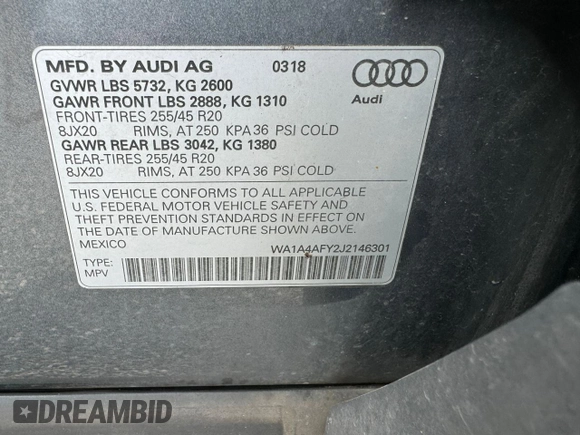 MFD. BY AUDI AG 0318
GVWR LBS 5732, KG 2600
GAWR FRONT LBS 2888, KG 1310
FRONT-TIRES 255/45 R20
8JX20 RIMS, AT 250 KPA 36 PSI COLD
GAWR REAR LBS 3042, KG 1380
REAR-TIRES 255/45 R20
8JX20 RIMS, AT 250 KPA 36 PSI COLD
Audi
THIS VEHICLE CONFORMS TO ALL APPLICABLE
U.S. FEDERAL MOTOR VEHICLE SAFETY AND
THEFT PREVENTION STANDARDS IN EFFECT ON
THE DATE OF MANUFACTURE SHOWN ABOVE.
MEXICO WA1A4AFY2J2146301
TYPE:
MPV
DREAMBID